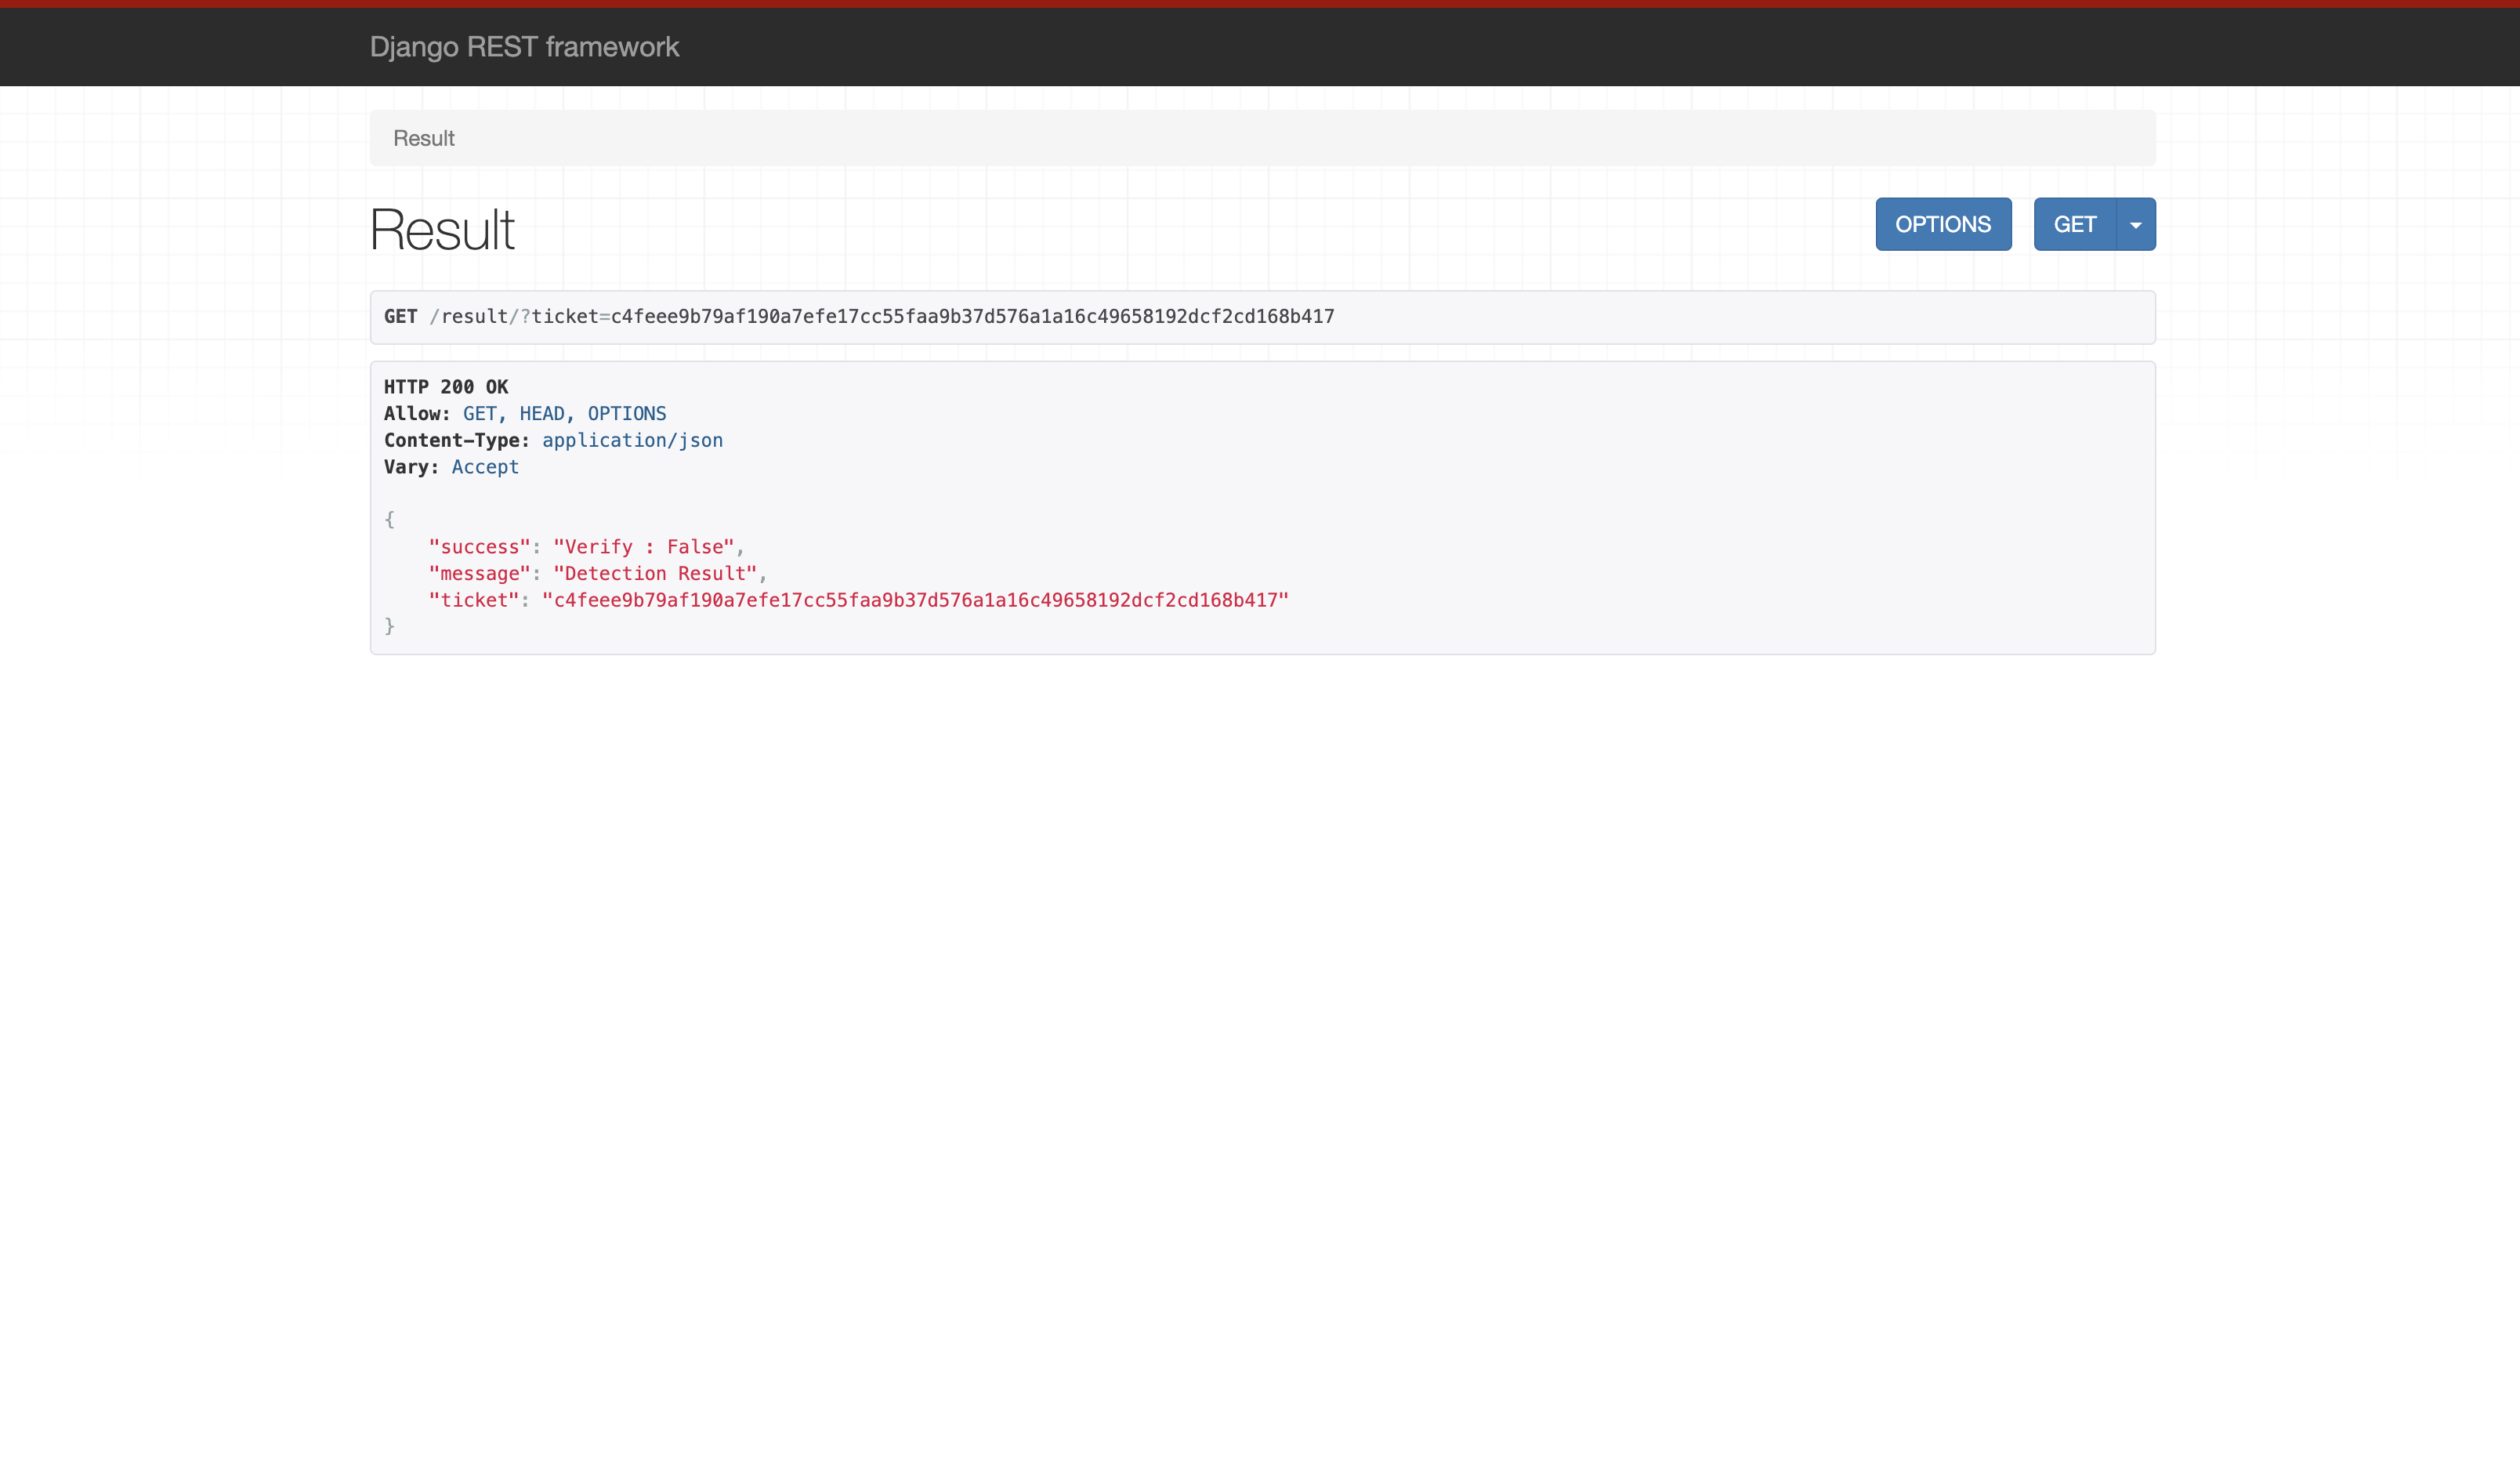 Django REST framework
Result
Result
OPTIONS GET
GET /result/?ticket=c4feee9b79af190a7efe17cc55faa9b37d576a1a16c49658192dcf2cd168b417
HTTP 200 OK
Allow: GET, HEAD, OPTIONS
Content-Type: application/json
Vary: Accept
{
    "success": "Verify : False",
    "message": "Detection Result",
    "ticket": "c4feee9b79af190a7efe17cc55faa9b37d576a1a16c49658192dcf2cd168b417"
}